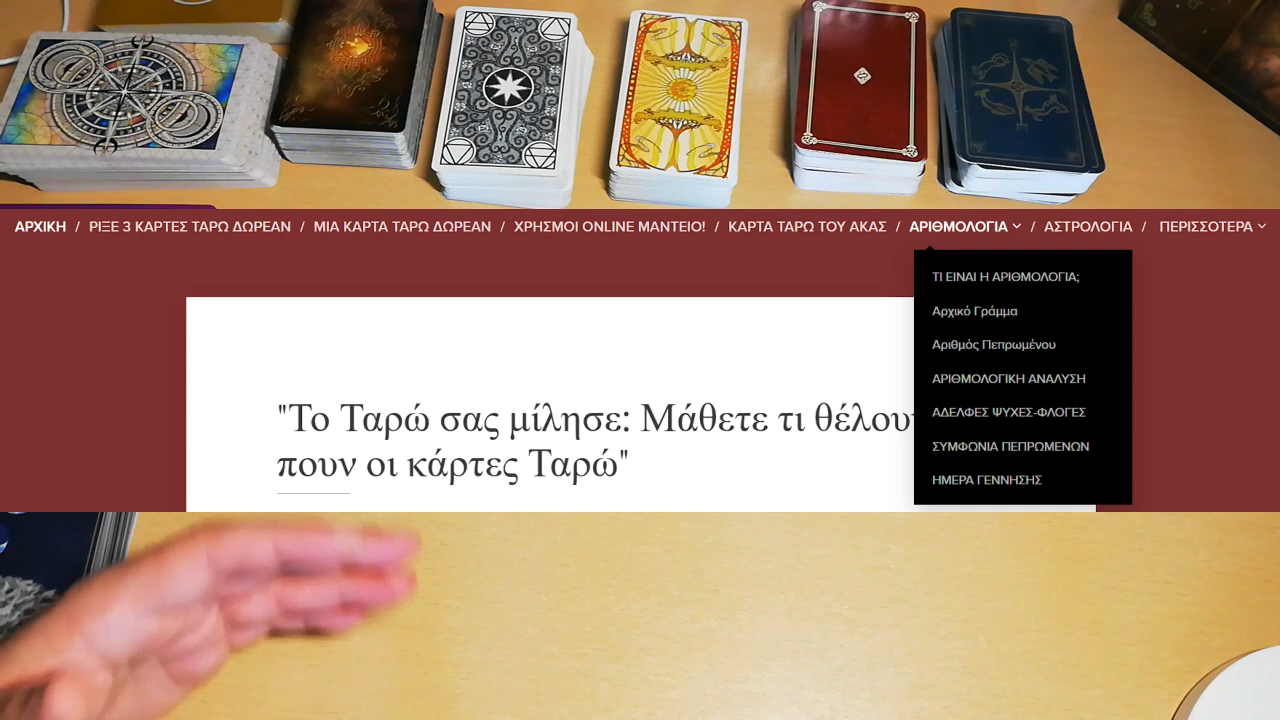 ΑΡΧΙΚΗ / ΡΙΞΕ 3 ΚΑΡΤΕΣ ΤΑΡΩ ΔΩΡΕΑΝ / ΜΙΑ ΚΑΡΤΑ ΤΑΡΩ ΔΩΡΕΑΝ / ΧΡΗΣΜΟΙ ONLINE ΜΑΝΤΕΙΟ! / ΚΑΡΤΑ ΤΑΡΩ ΤΟΥ ΑΚΑΣ / ΑΡΙΘΜΟΛΟΓΙΑ / ΑΣΤΡΟΛΟΓΙΑ / ΠΕΡΙΣΣΟΤΕΡΑ
ΤΙ ΕΙΝΑΙ Η ΑΡΙΘΜΟΛΟΓΙΑ;
Αρχικό Γράμμα
Αριθμός Πεπρωμένου
ΑΡΙΘΜΟΛΟΓΙΚΗ ΑΝΑΛΥΣΗ
ΑΔΕΛΦΕΣ ΨΥΧΕΣ-ΦΛΟΓΕΣ
ΣΥΜΦΩΝΙΑ ΠΕΠΡΩΜΕΝΩΝ
ΗΜΕΡΑ ΓΕΝΝΗΣΗΣ
"Το Ταρώ σας μίλησε: Μάθετε τι
πουν οι κάρτες Ταρώ"